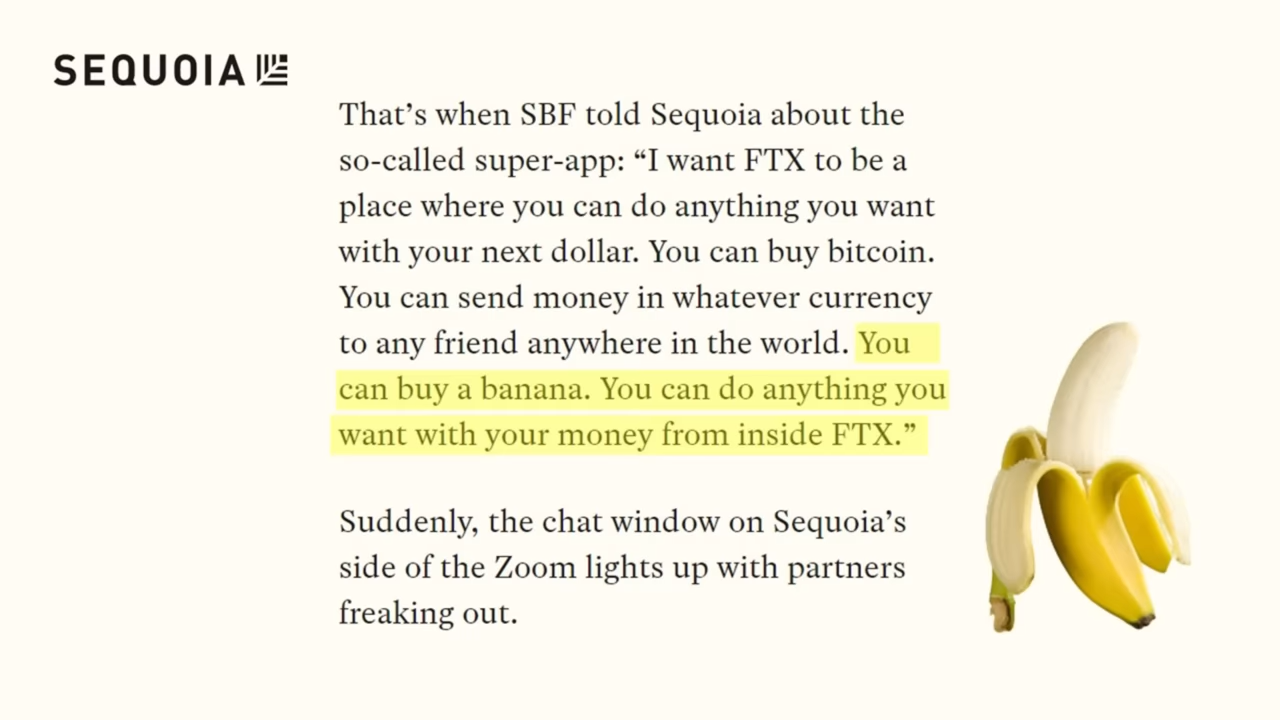 SEQUOIA
That’s when SBF told Sequoia about the
so-called super-app: “I want FTX to be a
place where you can do anything you want
with your next dollar. You can buy bitcoin.
You can send money in whatever currency
to any friend anywhere in the world. You
can buy a banana. You can do anything you
want with your money from inside FTX.”
Suddenly, the chat window on Sequoia’s
side of the Zoom lights up with partners
freaking out.